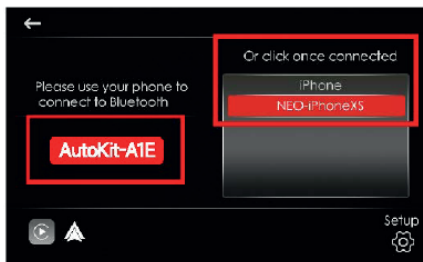 Or click once connected
Please use your phone to
connect to Bluetooth
AutoKit-A1E
iPhone
NEO-iPhoneXS
Setup